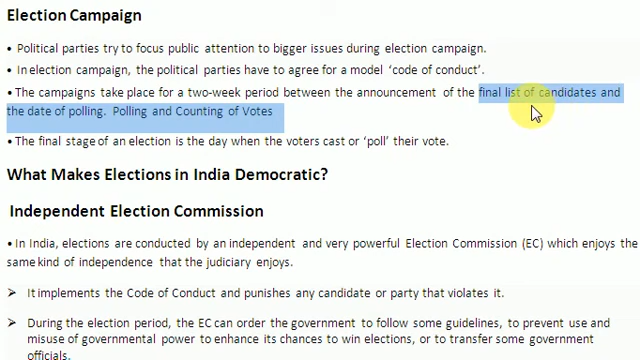 Election Campaign
• Political parties try to focus public attention to bigger issues during election campaign.
• In election campaign, the political parties have to agree for a model ‘code of conduct’.
• The campaigns take place for a two-week period between the announcement of the final list of candidates and
the date of polling. Polling and Counting of Votes
• The final stage of an election is the day when the voters cast or ‘poll’ their vote.
What Makes Elections in India Democratic?
Independent Election Commission
• In India, elections are conducted by an independent and very powerful Election Commission (EC) which enjoys the
same kind of independence that the judiciary enjoys.
➢ It implements the Code of Conduct and punishes any candidate or party that violates it.
➢ During the election period, the EC can order the government to follow some guidelines, to prevent use and
misuse of governmental power to enhance its chances to win elections, or to transfer some government
officials.